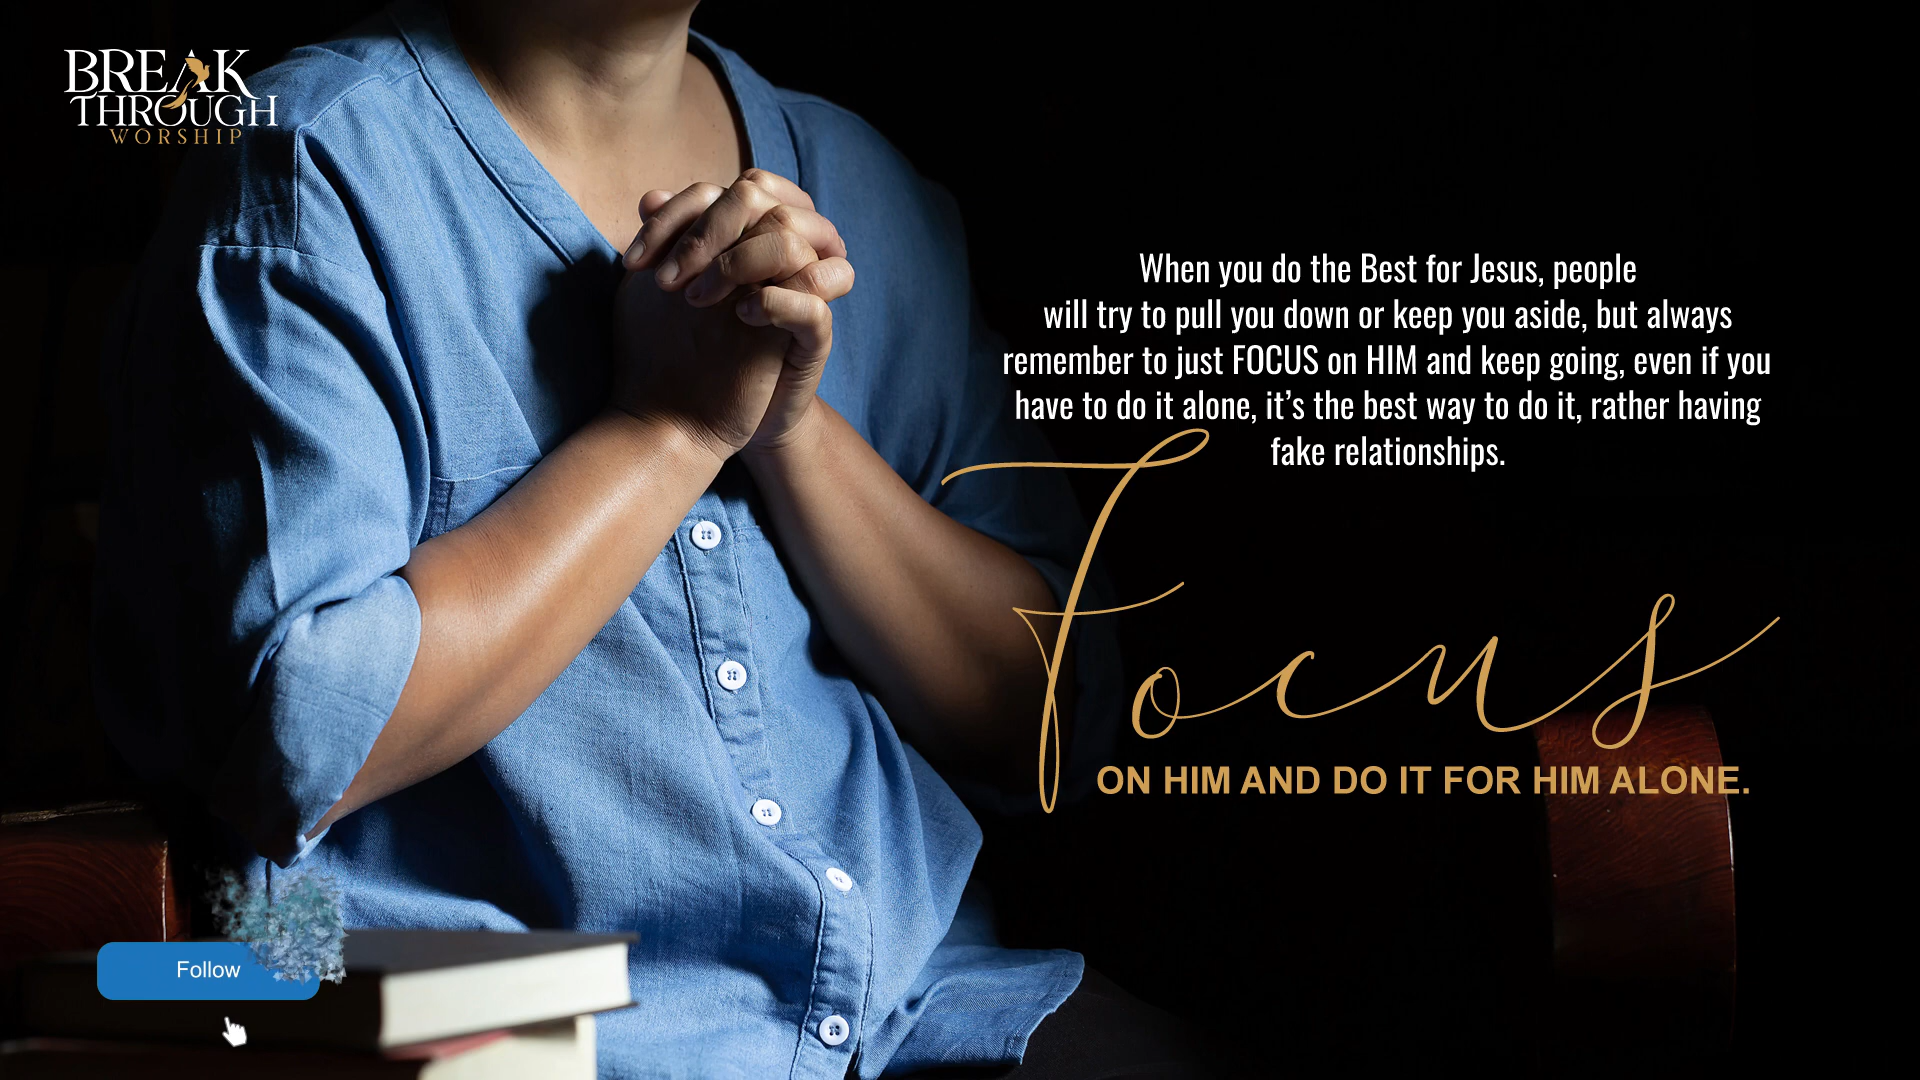 BREAK
THROUGH
WORSHIP
When you do the Best for Jesus, people
will try to pull you down or keep you aside, but always
remember to just FOCUS on HIM and keep going, even if you
have to do it alone, it’s the best way to do it, rather having
fake relationships.
Focus
ON HIM AND DO IT FOR HIM ALONE.
Follow